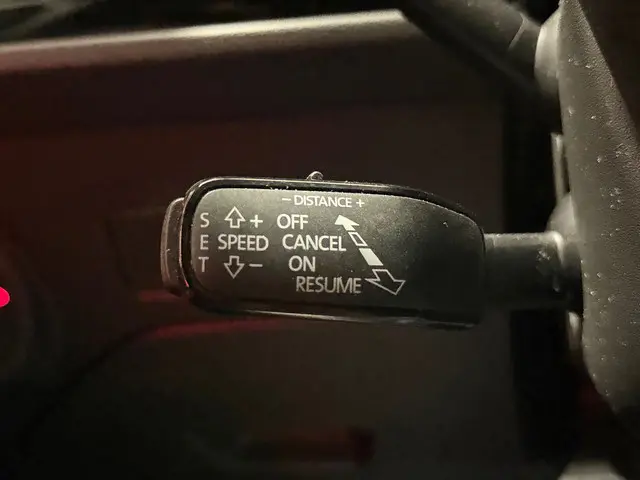 - DISTANCE +
S + OFF
E SPEED CANCEL
T - ON
RESUME